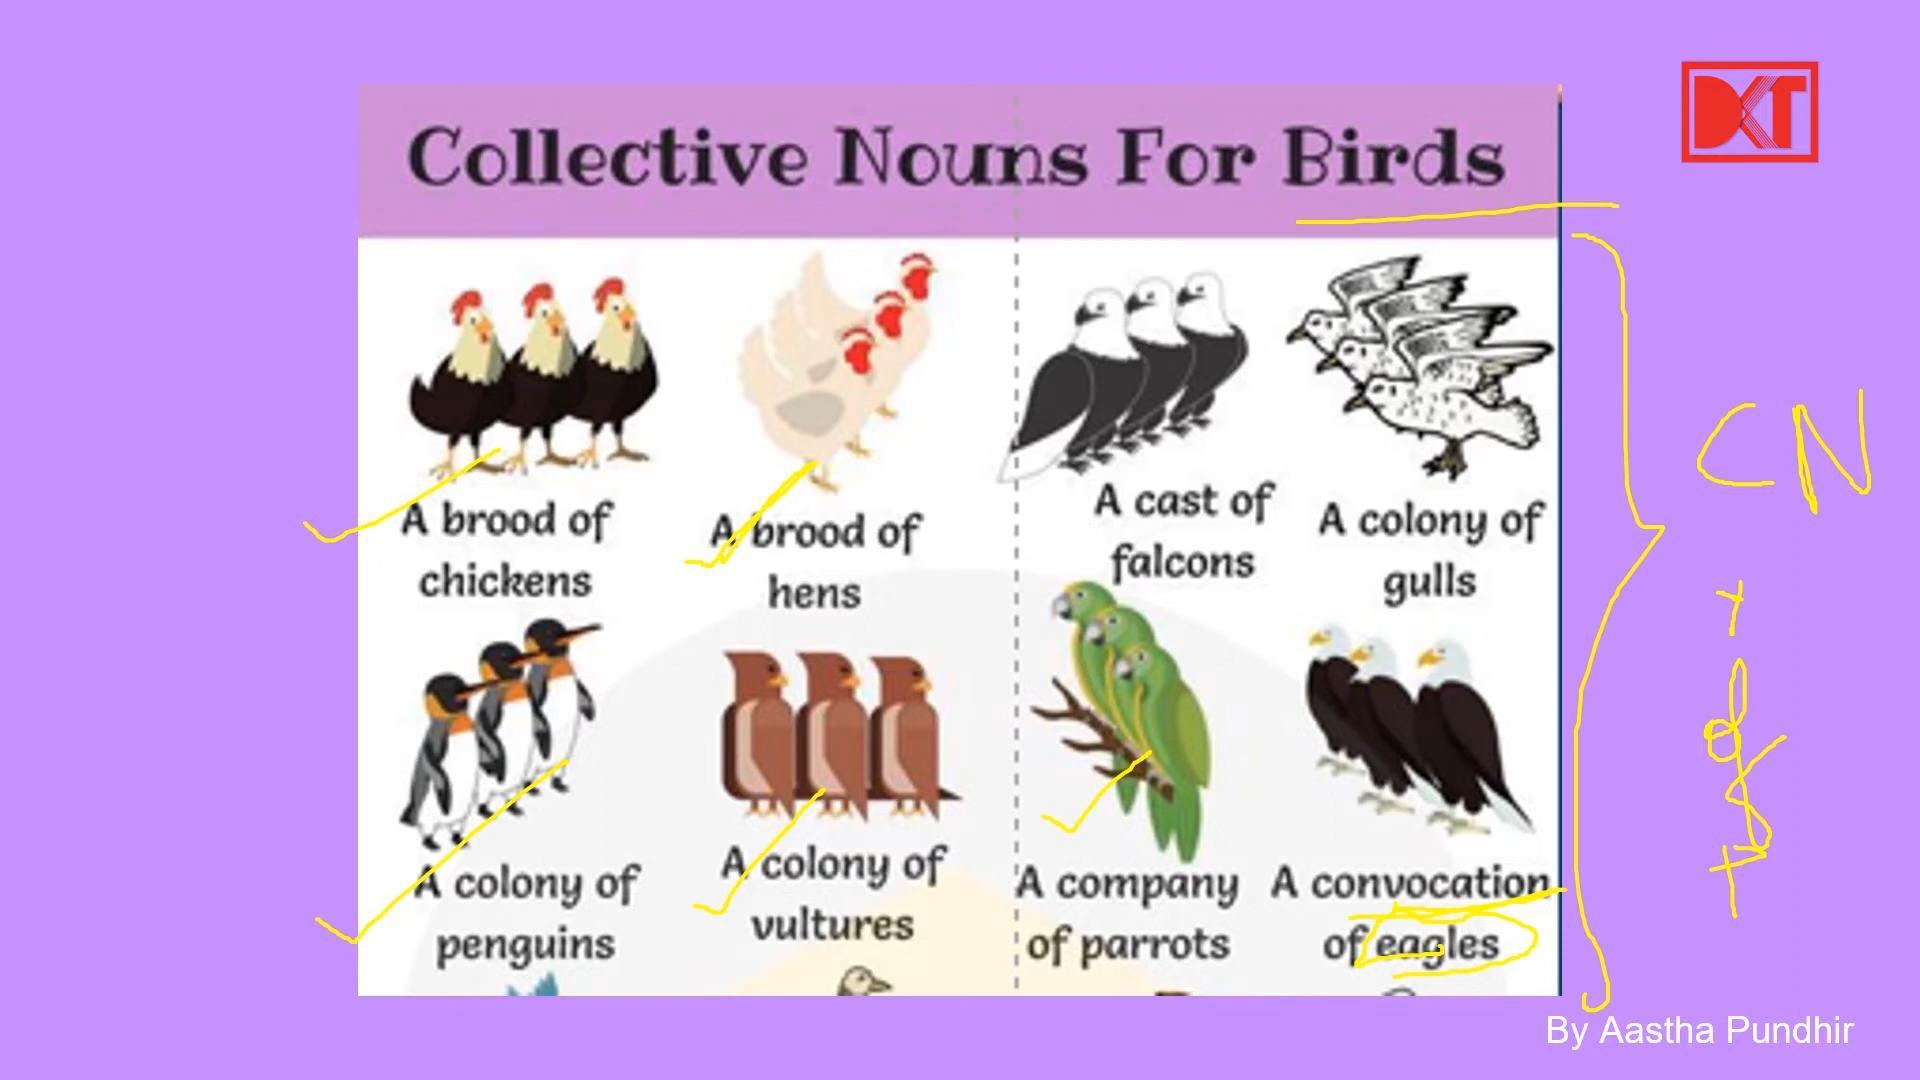 DKT
Collective Nouns For Birds
A brood of
chickens
A brood of
hens
A cast of
falcons
A colony of
gulls
CN
A colony of
penguins
A colony of
vultures
A company
of parrots
A convocation
of eagles
By Aastha Pundhir